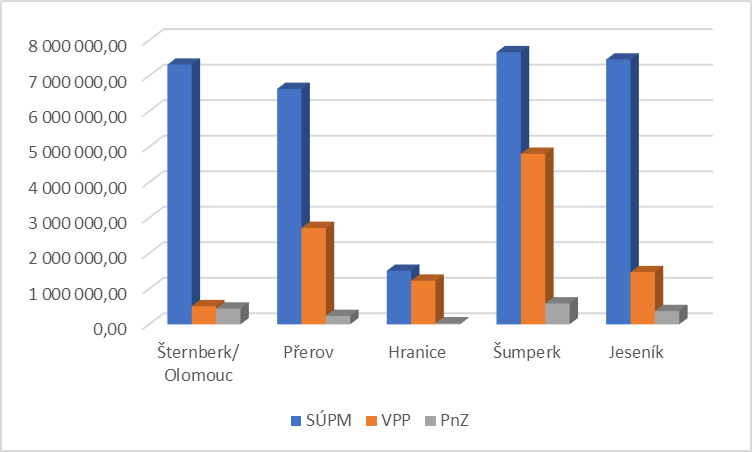 8 000 000,00
7 000 000,00
6 000 000,00
5 000 000,00
4 000 000,00
3 000 000,00
2 000 000,00
1 000 000,00
0,00
Šternberk/
Olomouc
Přerov
Hranice
Šumperk
Jeseník
SÚPM
VPP
PnZ